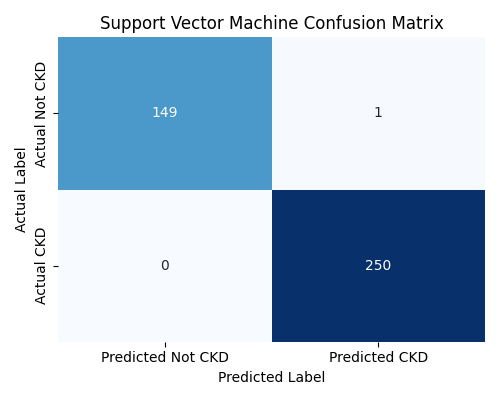 Support Vector Machine Confusion Matrix
Actual Label
Actual Not CKD
149
1
Actual CKD
0
250
Predicted Not CKD
Predicted CKD
Predicted Label